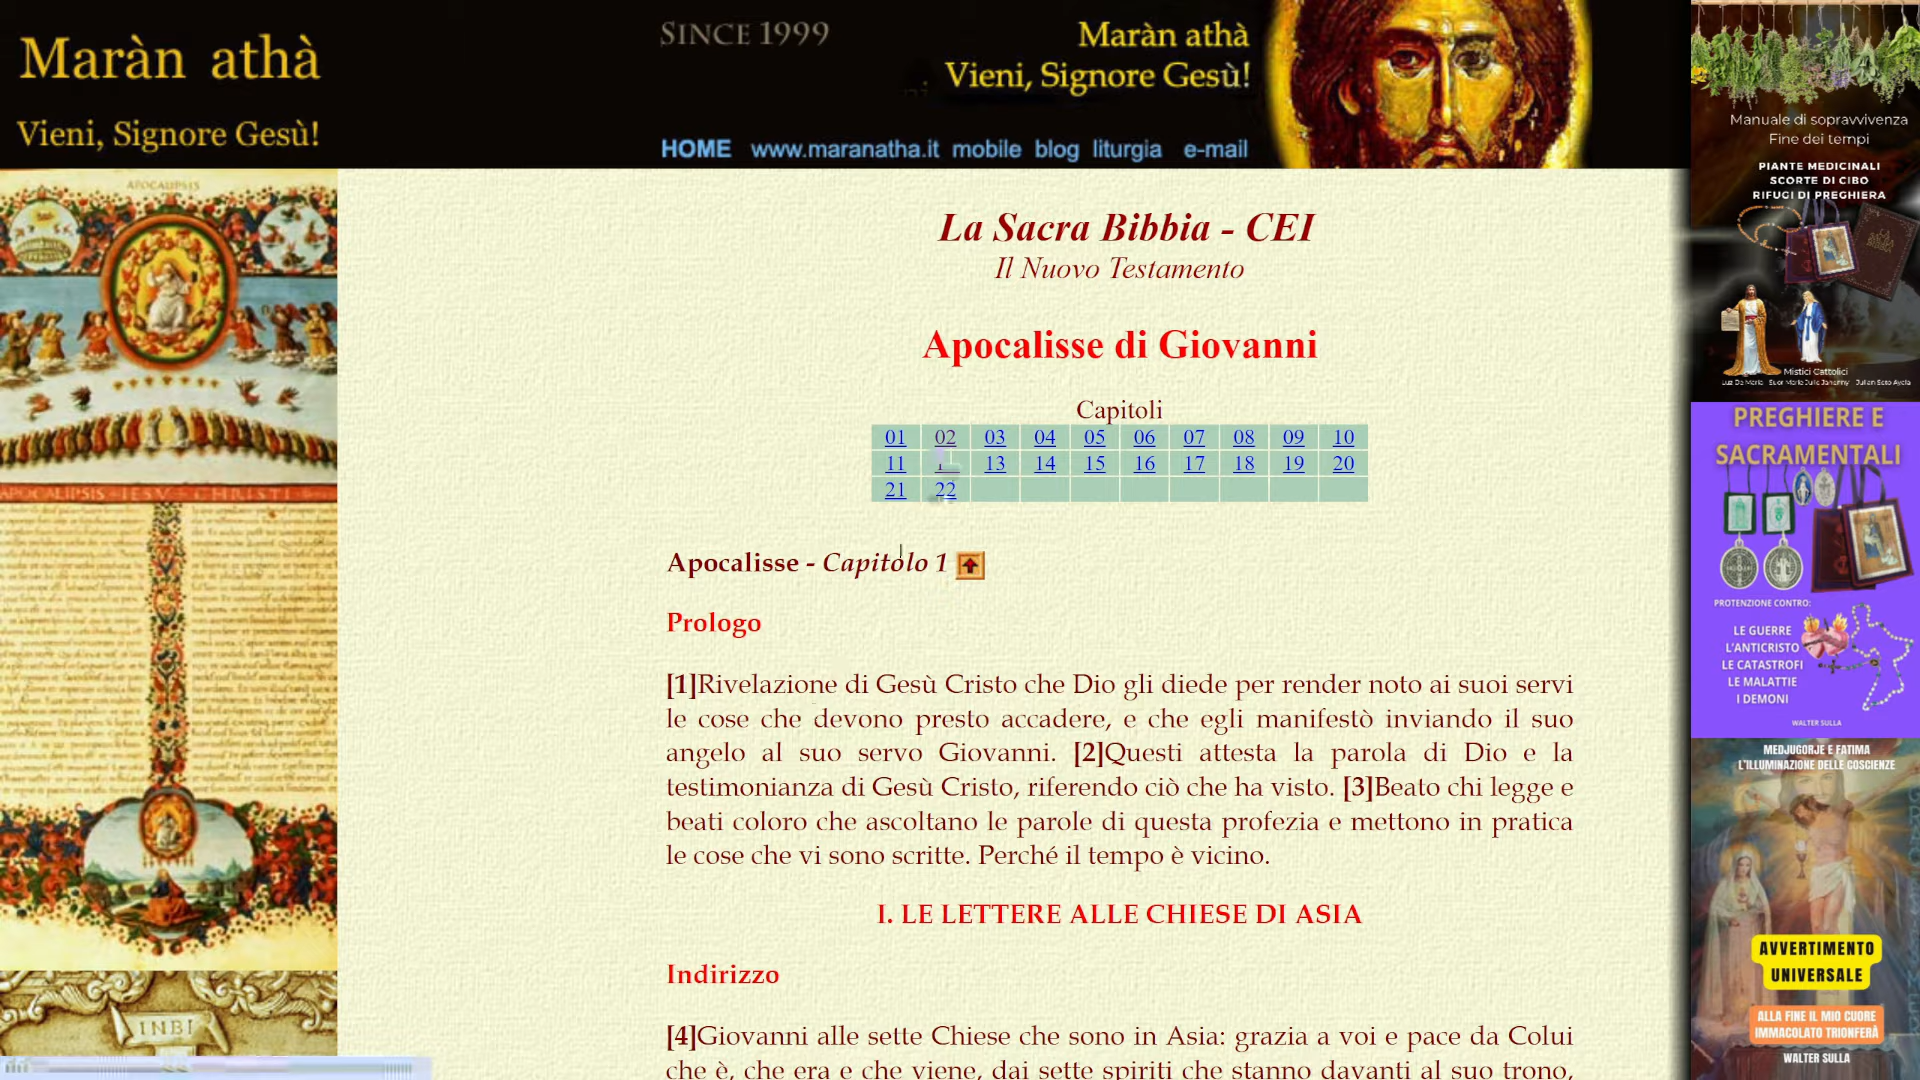 Maràn athà
Vieni, Signore Gesù!
SINCE 1999
Maràn athà
Vieni, Signore Gesù!
HOME www.maranatha.it mobile blog liturgia e-mail
APOCALIPSIS
APOCALIPSIS IESV CHRISTI
INBI
La Sacra Bibbia - CEI
Il Nuovo Testamento
Apocalisse di Giovanni
Capitoli
01 02 03 04 05 06 07 08 09 10
11 13 14 15 16 17 18 19 20
21 22
Apocalisse - Capitolo 1
Prologo
[1]Rivelazione di Gesù Cristo che Dio gli diede per render noto ai suoi servi
le cose che devono presto accadere, e che egli manifestò inviando il suo
angelo al suo servo Giovanni. [2]Questi attesta la parola di Dio e la
testimonianza di Gesù Cristo, riferendo ciò che ha visto. [3]Beato chi legge e
beati coloro che ascoltano le parole di questa profezia e mettono in pratica
le cose che vi sono scritte. Perché il tempo è vicino.
I. LE LETTERE ALLE CHIESE DI ASIA
Indirizzo
[4]Giovanni alle sette Chiese che sono in Asia: grazia a voi e pace da Colui
che è, che era e che viene, dai sette spiriti che stanno davanti al suo trono,
Manuale di sopravvivenza
Fine dei tempi
PIANTE MEDICINALI
SCORTE DI CIBO
RIFUGI DI PREGHIERA
Mistici Cattolici
PREGHIERE E
SACRAMENTALI
PROTENZIONE CONTRO:
LE GUERRE
L'ANTICRISTO
LE CATASTROFI
LE MALATTIE
I DEMONI
WALTER SULLA
MEDJUGORJE E FATIMA
L'ILLUMINAZIONE DELLE COSCIENZE
AVVERTIMENTO
UNIVERSALE
ALLA FINE IL MIO CUORE
IMMACOLATO TRIONFERÀ
WALTER SULLA